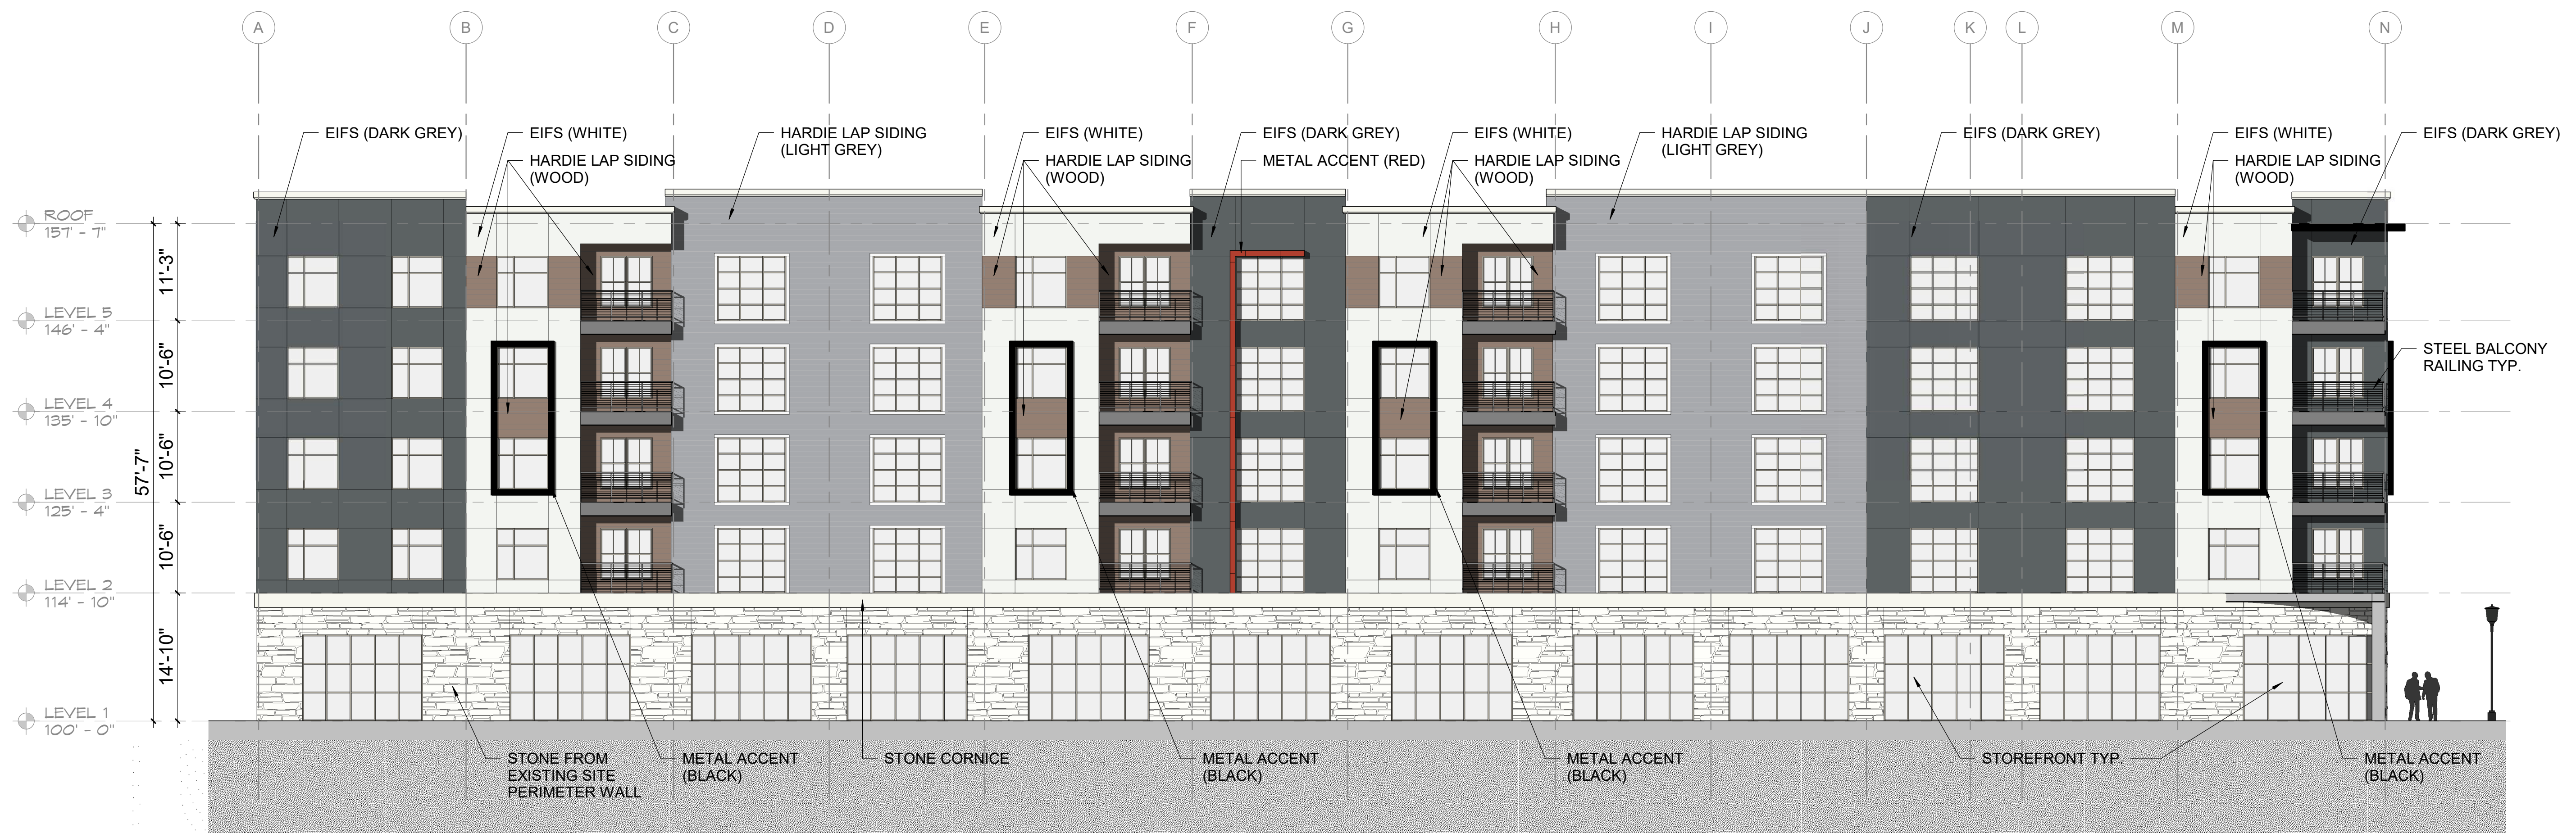 A B C D E F G H I J K L M N
EIFS (DARK GREY)
EIFS (WHITE)
HARDIE LAP SIDING
(WOOD)
HARDIE LAP SIDING
(LIGHT GREY)
EIFS (WHITE)
HARDIE LAP SIDING
(WOOD)
EIFS (DARK GREY)
METAL ACCENT (RED)
EIFS (WHITE)
HARDIE LAP SIDING
(WOOD)
HARDIE LAP SIDING
(LIGHT GREY)
EIFS (DARK GREY)
EIFS (WHITE)
HARDIE LAP SIDING
(WOOD)
EIFS (DARK GREY)
ROOF
157' - 7"
11'-3"
LEVEL 5
146' - 4"
10'-6"
STEEL BALCONY
RAILING TYP.
LEVEL 4
135' - 10"
57'-7"
10'-6"
LEVEL 3
125' - 4"
10'-6"
LEVEL 2
114' - 10"
14'-10"
LEVEL 1
100' - 0"
STONE FROM
EXISTING SITE
PERIMETER WALL
METAL ACCENT
(BLACK)
STONE CORNICE
METAL ACCENT
(BLACK)
METAL ACCENT
(BLACK)
STOREFRONT TYP.
METAL ACCENT
(BLACK)